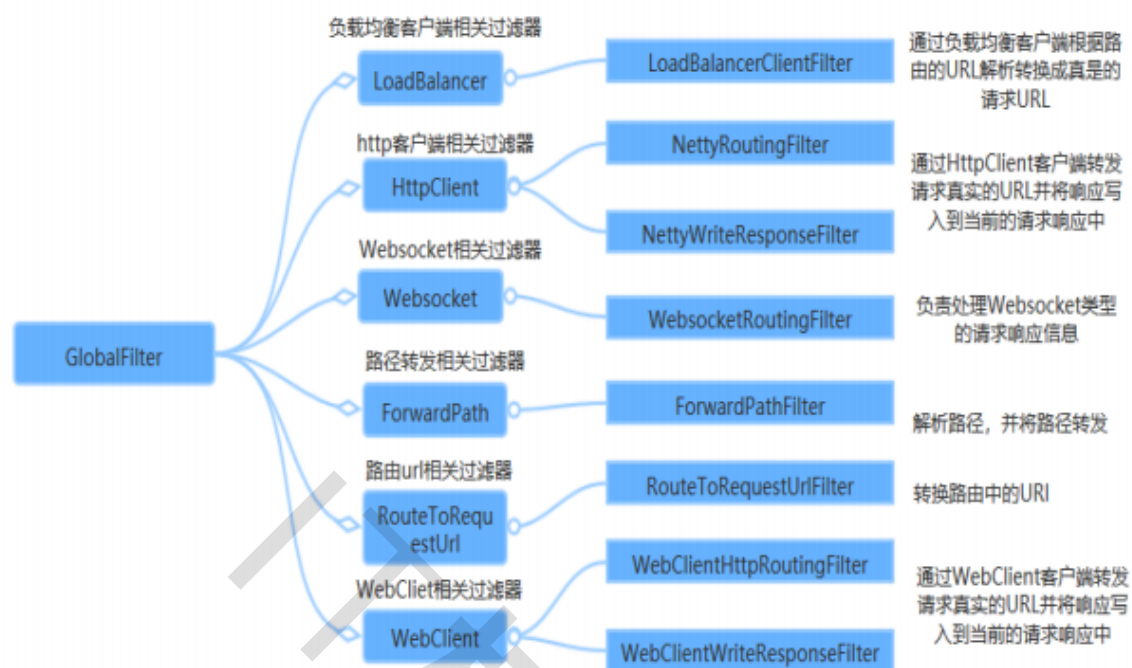 负载均衡客户端相关过滤器
LoadBalancer
LoadBalancerClientFilter
通过负载均衡客户端根据路
由的URL解析转换成真是的
请求URL
http客户端相关过滤器
HttpClient
NettyRoutingFilter
NettyWriteResponseFilter
通过HttpClient客户端转发
请求真实的URL并将响应写
入到当前的请求响应中
Websocket相关过滤器
Websocket
WebsocketRoutingFilter
负责处理Websocket类型
的请求响应信息
GlobalFilter
路径转发相关过滤器
ForwardPath
ForwardPathFilter
解析路径，并将路径转发
路由url相关过滤器
RouteToRequ
estUrl
RouteToRequestUrlFilter
转换路由中的URI
WebCliet相关过滤器
WebClient
WebClientHttpRoutingFilter
WebClientWriteResponseFilter
通过WebClient客户端转发
请求真实的URL并将响应写
入到当前的请求响应中